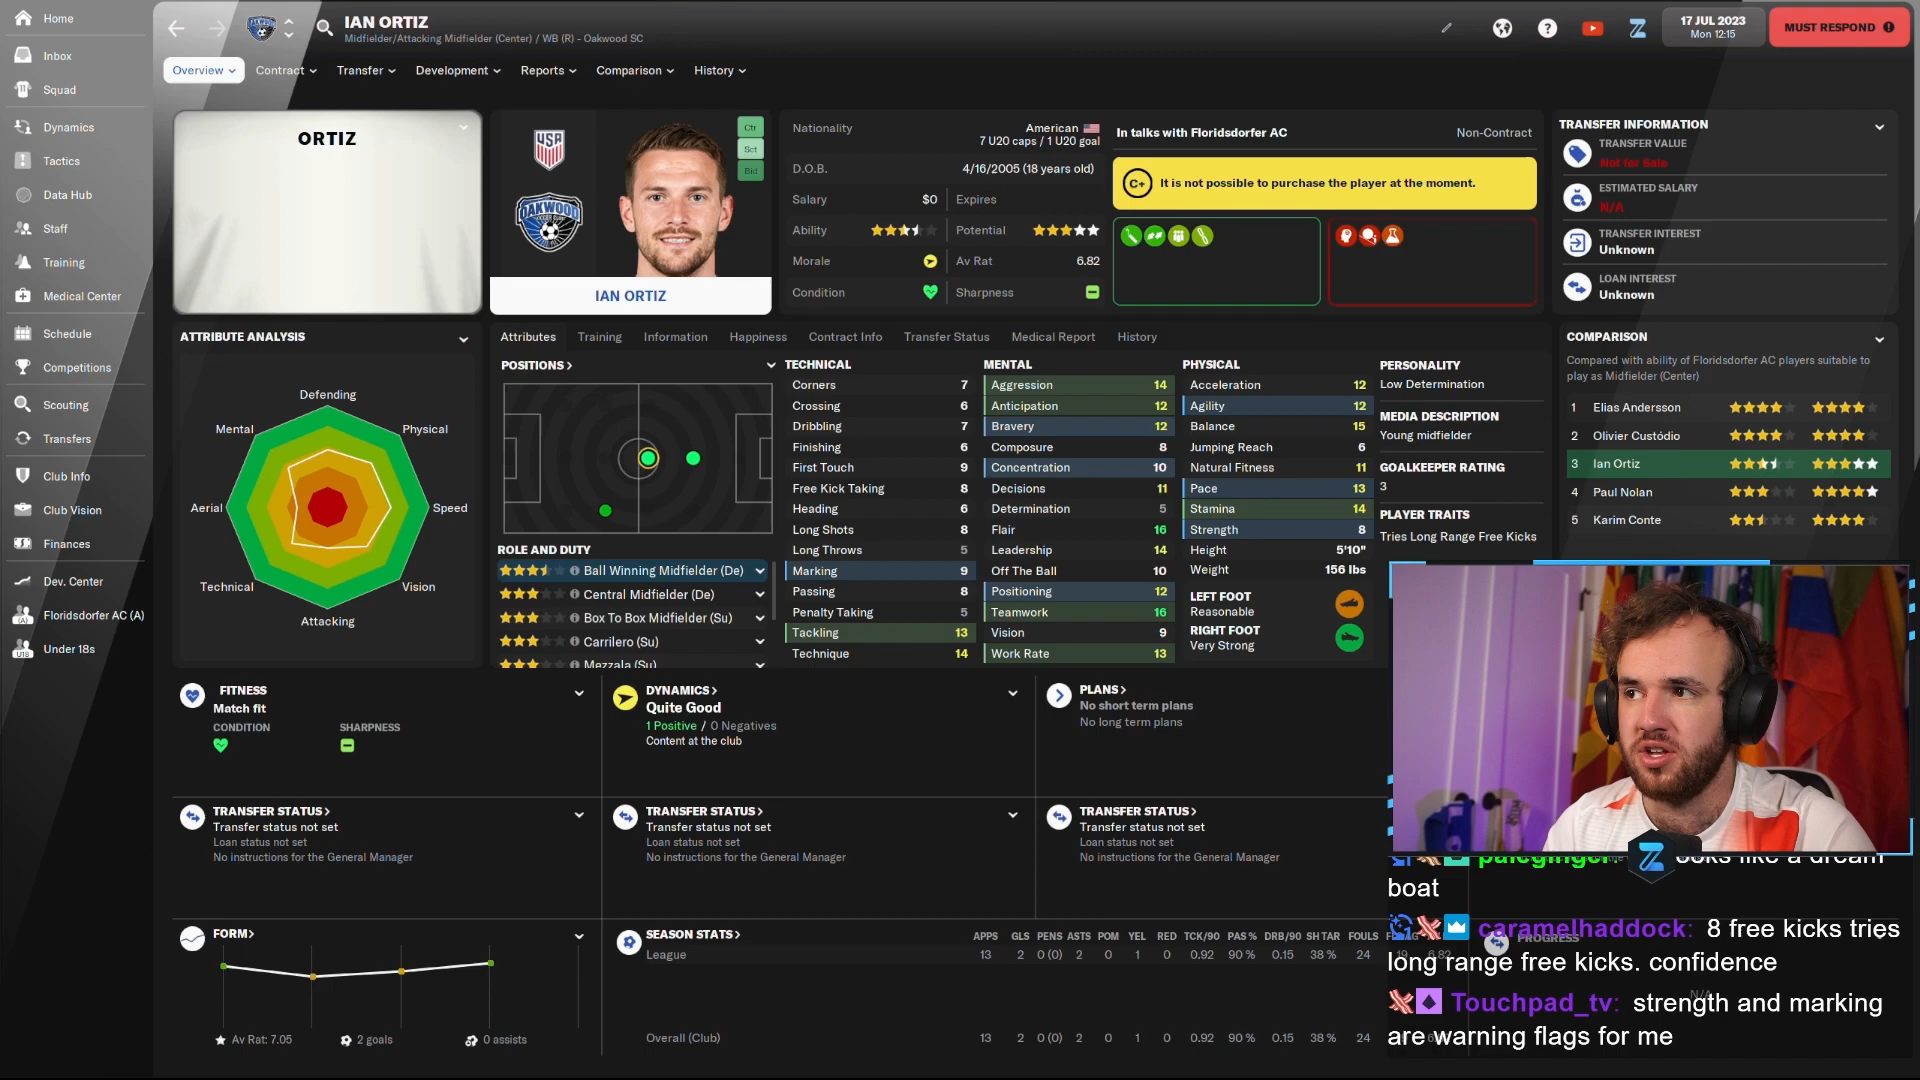 Home
Inbox
Squad
Dynamics
Tactics
Data Hub
Staff
Training
Medical Center
Schedule
Competitions
Scouting
Transfers
Club Info
Club Vision
Finances
Dev. Center
Floridsdorfer AC (A)
Under 18s
IAN ORTIZ
Midfielder/Attacking Midfielder (Center) / WB (R) - Oakwood SC
17 JUL 2023
Mon 12:15
MUST RESPOND
Overview Contract Transfer Development Reports Comparison History
ORTIZ
USA
OAKWOOD
Ctr
Sct
Bid
IAN ORTIZ
Nationality American
7 U20 caps / 1 U20 goal
D.O.B. 4/16/2005 (18 years old)
Salary $0 Expires
Ability Potential
Morale Av Rat 6.82
Condition Sharpness
In talks with Floridsdorfer AC Non-Contract
C+ It is not possible to purchase the player at the moment.
TRANSFER INFORMATION
TRANSFER VALUE
Not for Sale
ESTIMATED SALARY
N/A
TRANSFER INTEREST
Unknown
LOAN INTEREST
Unknown
ATTRIBUTE ANALYSIS
Defending
Mental Physical
Aerial Speed
Technical Vision
Attacking
Attributes Training Information Happiness Contract Info Transfer Status Medical Report History
POSITIONS>
ROLE AND DUTY
Ball Winning Midfielder (De)
Central Midfielder (De)
Box To Box Midfielder (Su)
Carrilero (Su)
Mezzala (Su)
TECHNICAL
Corners 7
Crossing 6
Dribbling 7
Finishing 6
First Touch 9
Free Kick Taking 8
Heading 6
Long Shots 8
Long Throws 5
Marking 9
Passing 8
Penalty Taking 5
Tackling 13
Technique 14
MENTAL
Aggression 14
Anticipation 12
Bravery 12
Composure 8
Concentration 10
Decisions 11
Determination 5
Flair 16
Leadership 14
Off The Ball 10
Positioning 12
Teamwork 16
Vision 9
Work Rate 13
PHYSICAL
Acceleration 12
Agility 12
Balance 15
Jumping Reach 6
Natural Fitness 11
Pace 13
Stamina 14
Strength 8
Height 5'10"
Weight 156 lbs
LEFT FOOT
Reasonable
RIGHT FOOT
Very Strong
PERSONALITY
Low Determination
MEDIA DESCRIPTION
Young midfielder
GOALKEEPER RATING
3
PLAYER TRAITS
Tries Long Range Free Kicks
COMPARISON
Compared with ability of Floridsdorfer AC players suitable to
play as Midfielder (Center)
1 Elias Andersson
2 Olivier Custódio
3 Ian Ortiz
4 Paul Nolan
5 Karim Conte
FITNESS
Match fit
CONDITION SHARPNESS
DYNAMICS>
Quite Good
1 Positive / 0 Negatives
Content at the club
PLANS>
No short term plans
No long term plans
TRANSFER STATUS>
Transfer status not set
Loan status not set
No instructions for the General Manager
TRANSFER STATUS>
Transfer status not set
Loan status not set
No instructions for the General Manager
TRANSFER STATUS>
Transfer status not set
Loan status not set
No instructions for the General Manager
FORM>
Av Rat: 7.05 2 goals 0 assists
SEASON STATS>
APPS GLS PENS ASTS POM YEL RED TCK/90 PAS % DRB/90 SH TAR FOULS
League 13 2 0 (0) 2 0 1 0 0.92 90 % 0.15 38 % 24
Overall (Club) 13 2 0 (0) 2 0 1 0 0.92 90 % 0.15 38 % 24
PROGRESS
N/A
paleginger: looks like a dream
boat
caramelhaddock: 8 free kicks tries
long range free kicks. confidence
Touchpad_tv: strength and marking
are warning flags for me